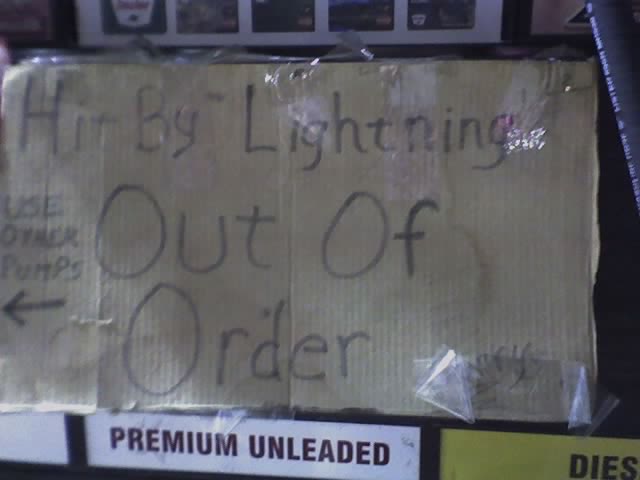 Hit By Lightning
Out Of
Order
USE
OTHER
PUMPS
PREMIUM UNLEADED
DIES